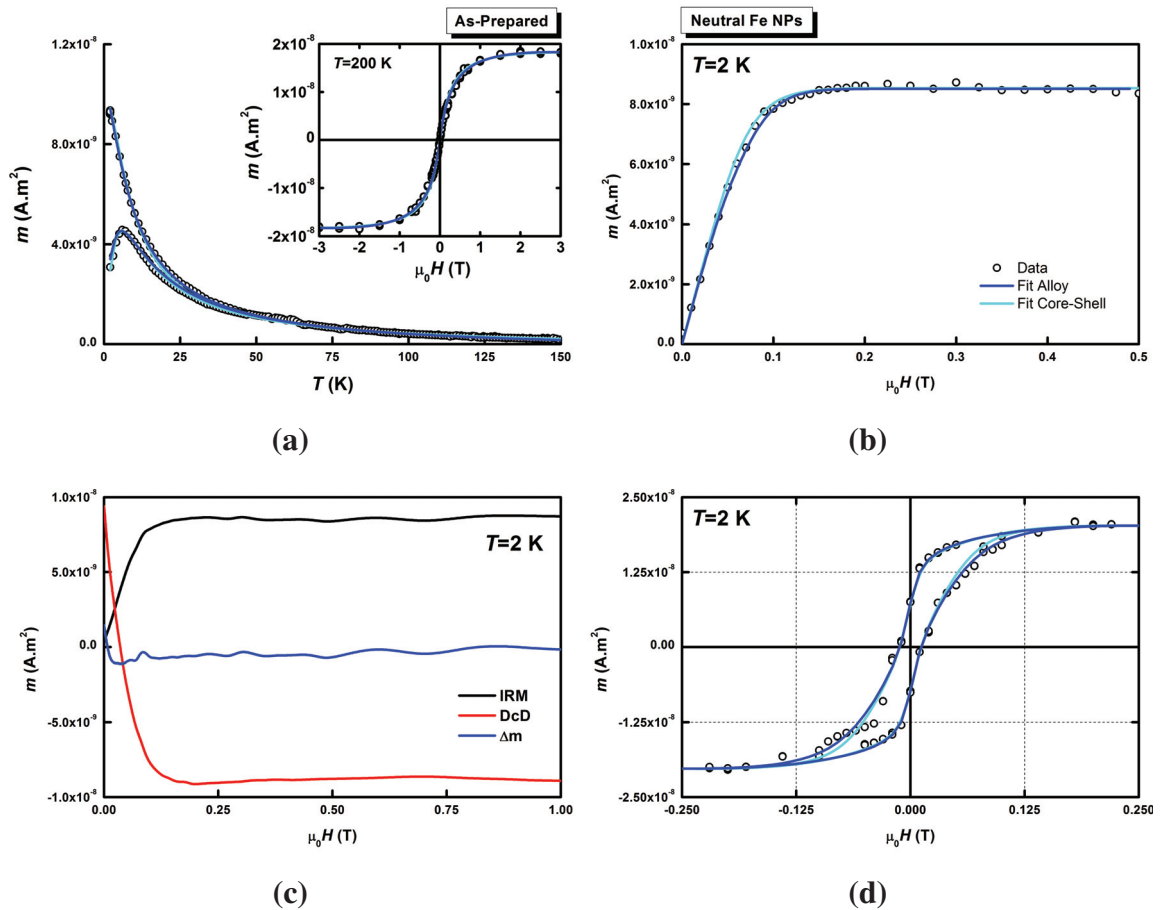 As-Prepared
1.2x10⁻⁸
8.0x10⁻⁹
4.0x10⁻⁹
0.0
m (A.m²)
0
25
50
75
100
125
150
T (K)
T=200 K
2x10⁻⁸
1x10⁻⁸
0
-1x10⁻⁸
-2x10⁻⁸
m (A.m²)
-3
-2
-1
0
1
2
3
μ₀H (T)
(a)
Neutral Fe NPs
T=2 K
1.0x10⁻⁸
8.0x10⁻⁹
6.0x10⁻⁹
4.0x10⁻⁹
2.0x10⁻⁹
0.0
m (A.m²)
Data
Fit Alloy
Fit Core-Shell
0.0
0.1
0.2
0.3
0.4
0.5
μ₀H (T)
(b)
1.0x10⁻⁸
5.0x10⁻⁹
0.0
-5.0x10⁻⁹
-1.0x10⁻⁸
m (A.m²)
T=2 K
IRM
DcD
Δm
0.00
0.25
0.50
0.75
1.00
μ₀H (T)
(c)
2.50x10⁻⁸
1.25x10⁻⁸
0.00
-1.25x10⁻⁸
-2.50x10⁻⁸
m (A.m²)
T=2 K
-0.250
-0.125
0.000
0.125
0.250
μ₀H (T)
(d)